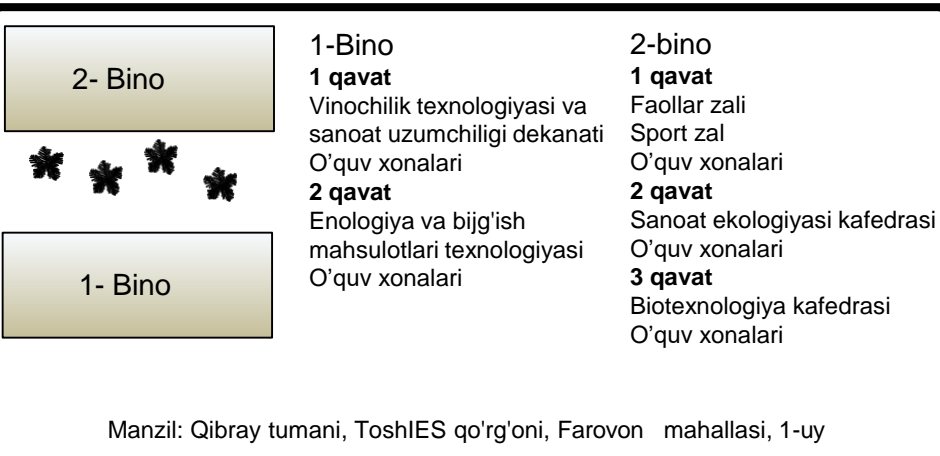 2- Bino
1- Bino
1-Bino
1 qavat
Vinochilik texnologiyasi va
sanoat uzumchiligi dekanati
O’quv xonalari
2 qavat
Enologiya va bijg'ish
mahsulotlari texnologiyasi
O’quv xonalari
2-bino
1 qavat
Faollar zali
Sport zal
O’quv xonalari
2 qavat
Sanoat ekologiyasi kafedrasi
O’quv xonalari
3 qavat
Biotexnologiya kafedrasi
O’quv xonalari
Manzil: Qibray tumani, ToshIES qo'rg'oni, Farovon mahallasi, 1-uy